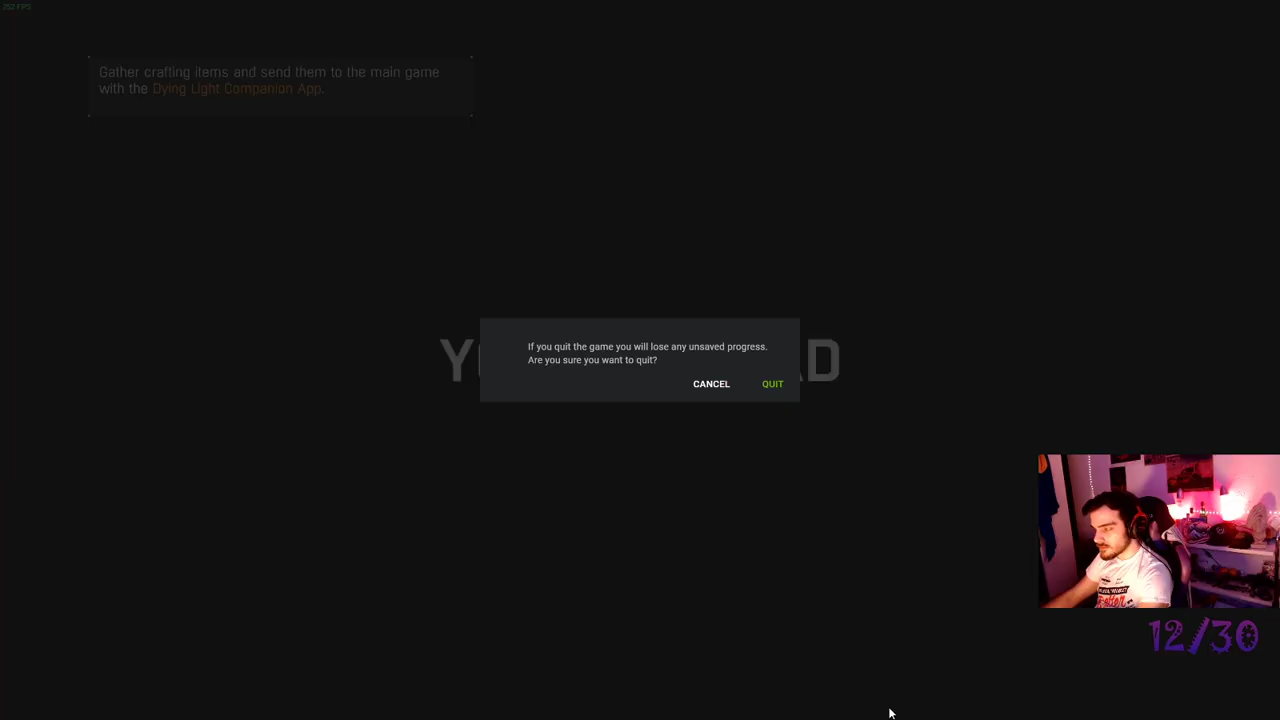 252 FPS
Gather crafting items and send them to the main game
with the Dying Light Companion App.
If you quit the game you will lose any unsaved progress.
Are you sure you want to quit?
CANCEL QUIT
12/30